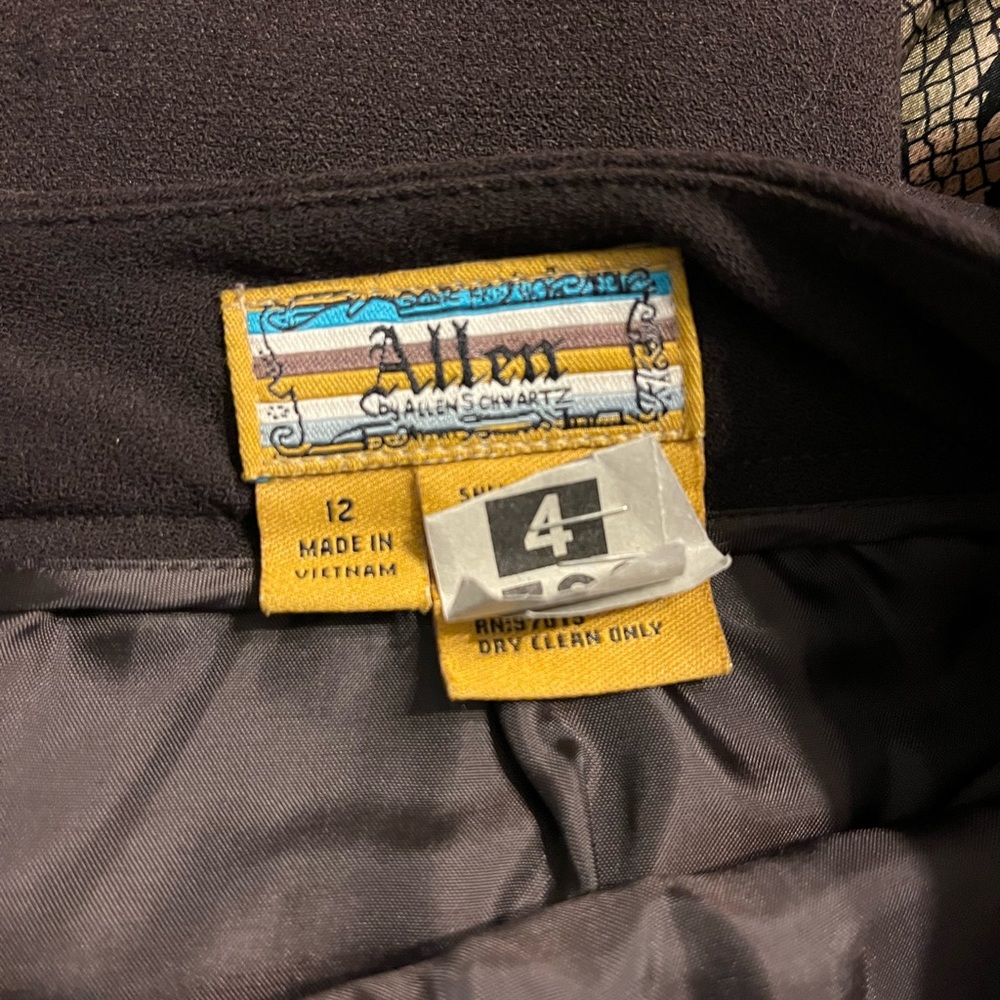 Allen
by ALLEN SCHWARTZ
12
MADE IN
VIETNAM
4
DRY CLEAN ONLY